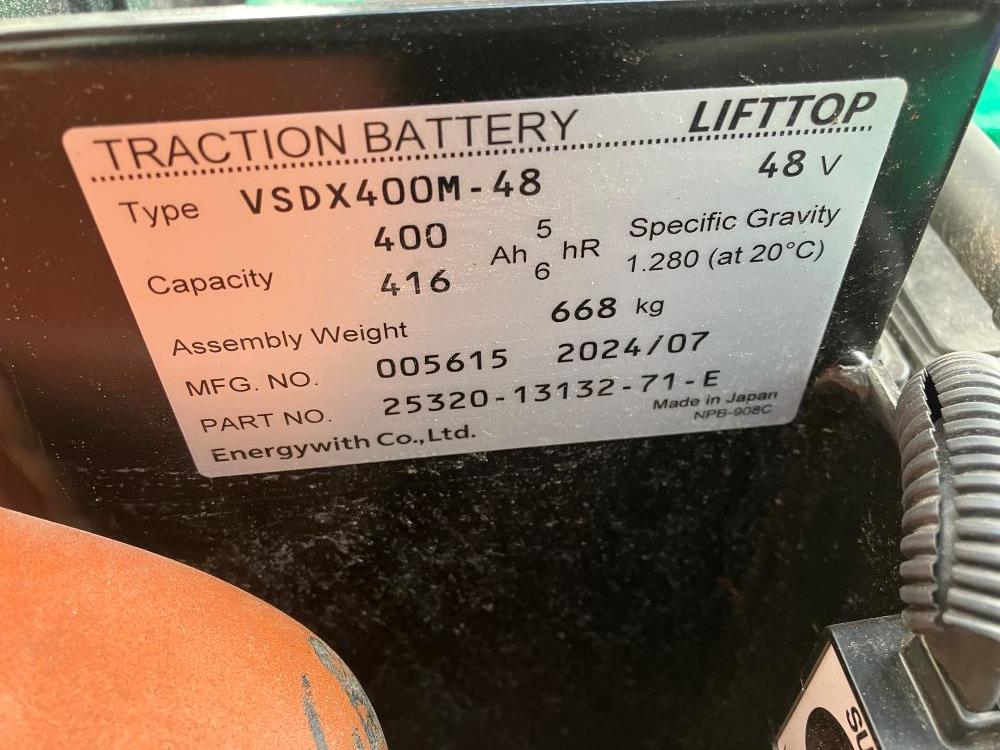 TRACTION BATTERY LIFTTOP
Type VSDX400M-48 48 V
Capacity 400 Ah 5 hR Specific Gravity
416 6 1.280 (at 20°C)
Assembly Weight 668 kg
MFG. NO. 005615 2024/07
PART NO. 25320-13132-71-E
Energywith Co.,Ltd. Made in Japan
NPB-908C